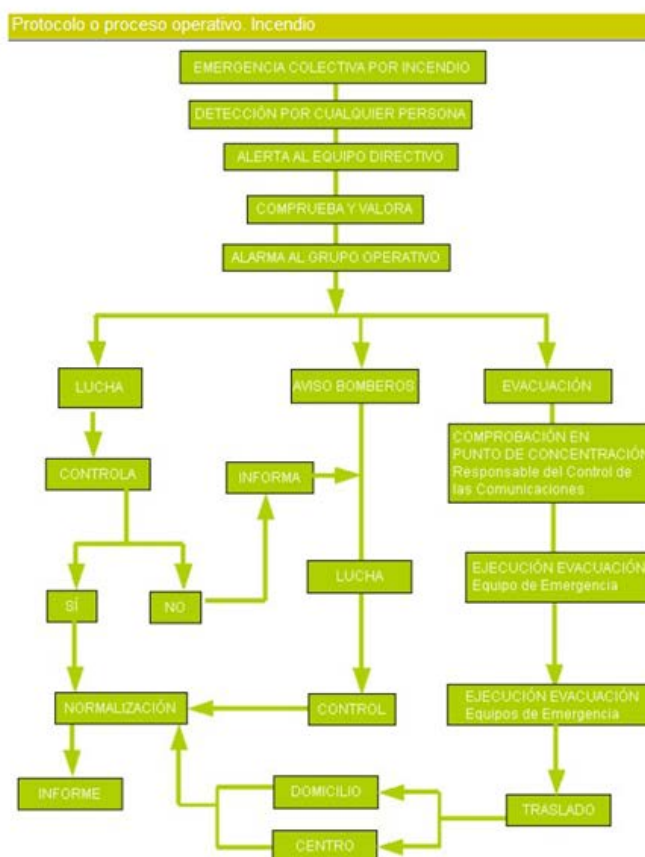 Protocolo o proceso operativo. Incendio
EMERGENCIA COLECTIVA POR INCENDIO
DETECCIÓN POR CUALQUIER PERSONA
ALERTA AL EQUIPO DIRECTIVO
COMPRUEBA Y VALORA
ALARMA AL GRUPO OPERATIVO
LUCHA
AVISO BOMBEROS
EVACUACIÓN
COMPROBACIÓN EN
PUNTO DE CONCENTRACIÓN
Responsable del Control de
las Comunicaciones
CONTROLA
INFORMA
LUCHA
EJECUCIÓN EVACUACIÓN
Equipo de Emergencia
SÍ
NO
NORMALIZACIÓN
CONTROL
EJECUCIÓN EVACUACIÓN
Equipos de Emergencia
INFORME
DOMICILIO
TRASLADO
CENTRO